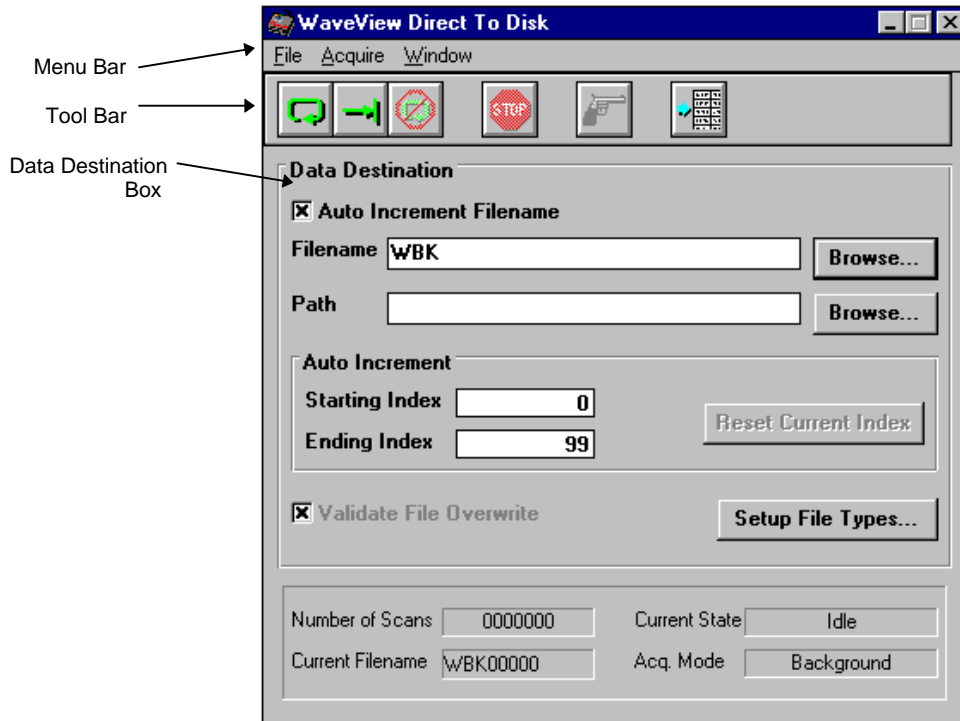 WaveView Direct To Disk
Menu Bar
File Acquire Window
Tool Bar
STOP
Data Destination
Box
Data Destination
Auto Increment Filename
Filename WBK Browse...
Path Browse...
Auto Increment
Starting Index 0
Ending Index 99
Reset Current Index
Validate File Overwrite
Setup File Types...
Number of Scans 0000000 Current State Idle
Current Filename WBK00000 Acq. Mode Background